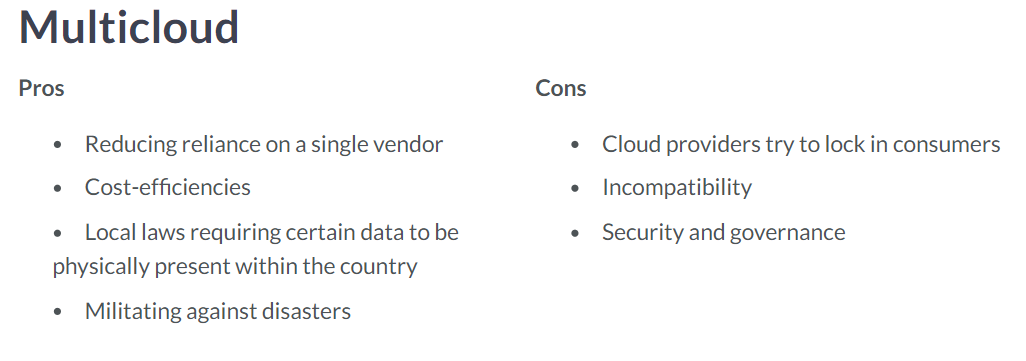 Multicloud
Pros
• Reducing reliance on a single vendor
• Cost-efficiencies
• Local laws requiring certain data to be
physically present within the country
• Militating against disasters
Cons
• Cloud providers try to lock in consumers
• Incompatibility
• Security and governance